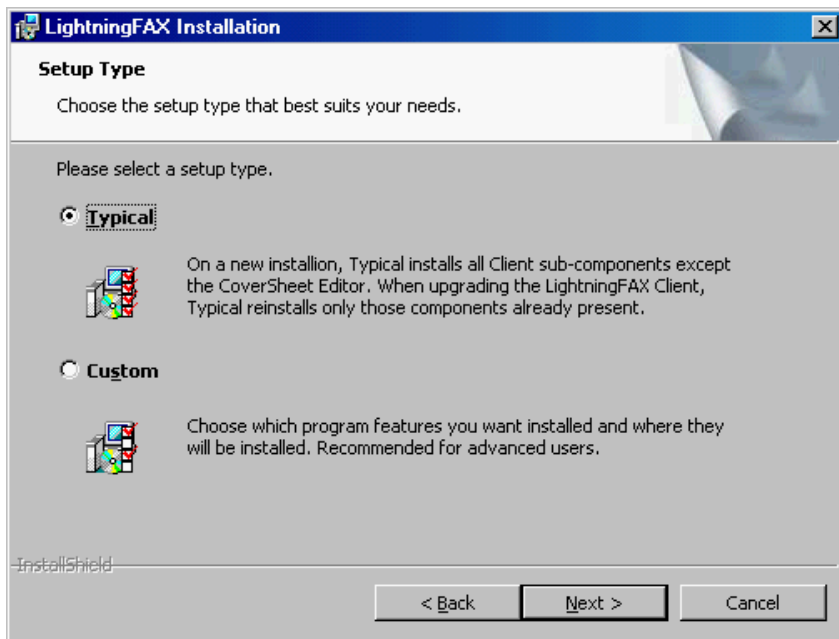 LightningFAX Installation
Setup Type
Choose the setup type that best suits your needs.
Please select a setup type.
Typical
On a new installion, Typical installs all Client sub-components except
the CoverSheet Editor. When upgrading the LightningFAX Client,
Typical reinstalls only those components already present.
Custom
Choose which program features you want installed and where they
will be installed. Recommended for advanced users.
InstallShield
< Back Next > Cancel